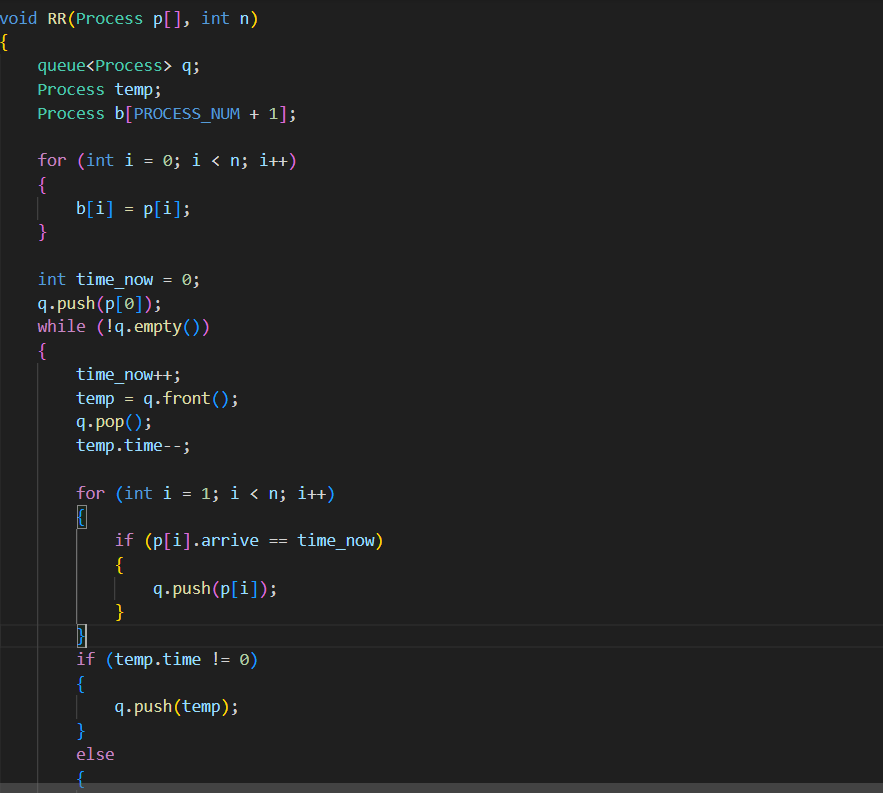 void RR(Process p[], int n)
{
    queue<Process> q;
    Process temp;
    Process b[PROCESS_NUM + 1];

    for (int i = 0; i < n; i++)
    {
        b[i] = p[i];
    }

    int time_now = 0;
    q.push(p[0]);
    while (!q.empty())
    {
        time_now++;
        temp = q.front();
        q.pop();
        temp.time--;

        for (int i = 1; i < n; i++)
        {
            if (p[i].arrive == time_now)
            {
                q.push(p[i]);
            }
        }
        if (temp.time != 0)
        {
            q.push(temp);
        }
        else
        {